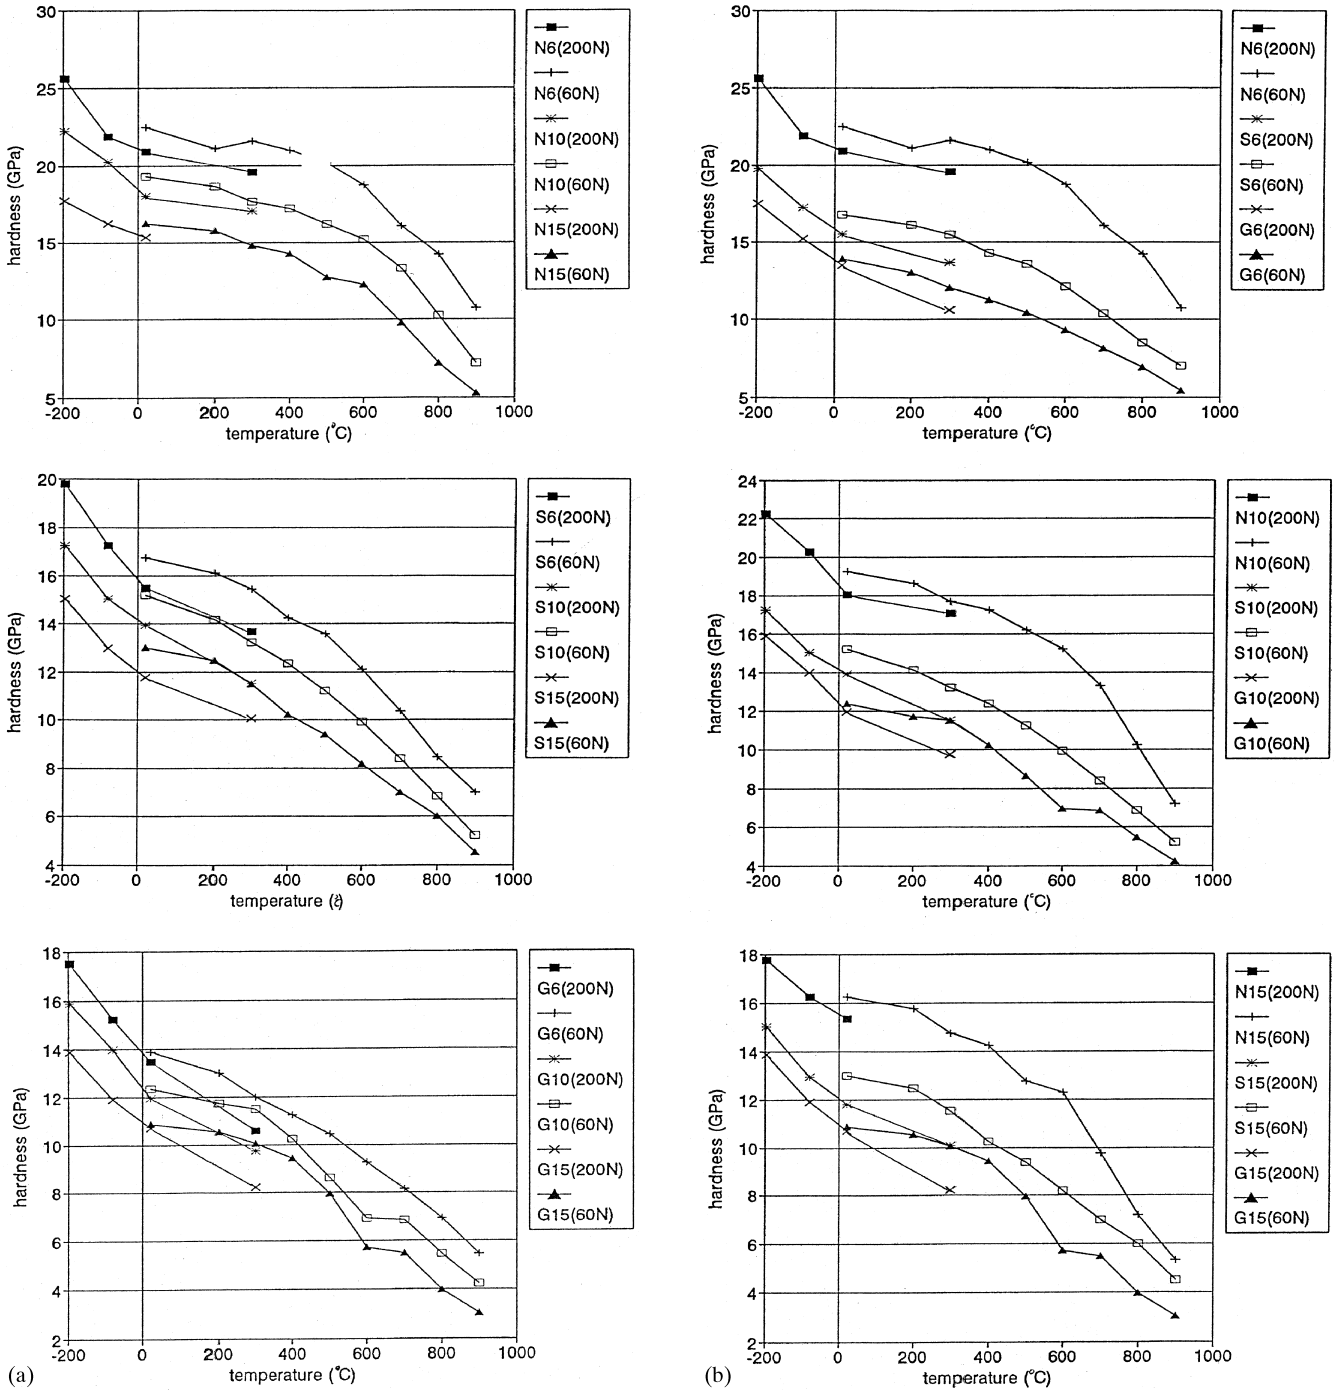 30
25
20
15
10
5
hardness (GPa)
-200 0 200 400 600 800 1000
temperature (°C)
N6(200N)
N6(60N)
N10(200N)
N10(60N)
N15(200N)
N15(60N)
30
25
20
15
10
5
hardness (GPa)
-200 0 200 400 600 800 1000
temperature (°C)
N6(200N)
N6(60N)
S6(200N)
S6(60N)
G6(200N)
G6(60N)
20
18
16
14
12
10
8
6
4
hardness (GPa)
-200 0 200 400 600 800 1000
temperature
S6(200N)
S6(60N)
S10(200N)
S10(60N)
S15(200N)
S15(60N)
24
22
20
18
16
14
12
10
8
6
4
hardness (GPa)
-200 0 200 400 600 800 1000
temperature (°C)
N10(200N)
N10(60N)
S10(200N)
S10(60N)
G10(200N)
G10(60N)
18
16
14
12
10
8
6
4
2
hardness (GPa)
-200 0 200 400 600 800 1000
temperature (°C)
G6(200N)
G6(60N)
G10(200N)
G10(60N)
G15(200N)
G15(60N)
(a)
18
16
14
12
10
8
6
4
2
hardness (GPa)
-200 0 200 400 600 800 1000
temperature (°C)
N15(200N)
N15(60N)
S15(200N)
S15(60N)
G15(200N)
G15(60N)
(b)